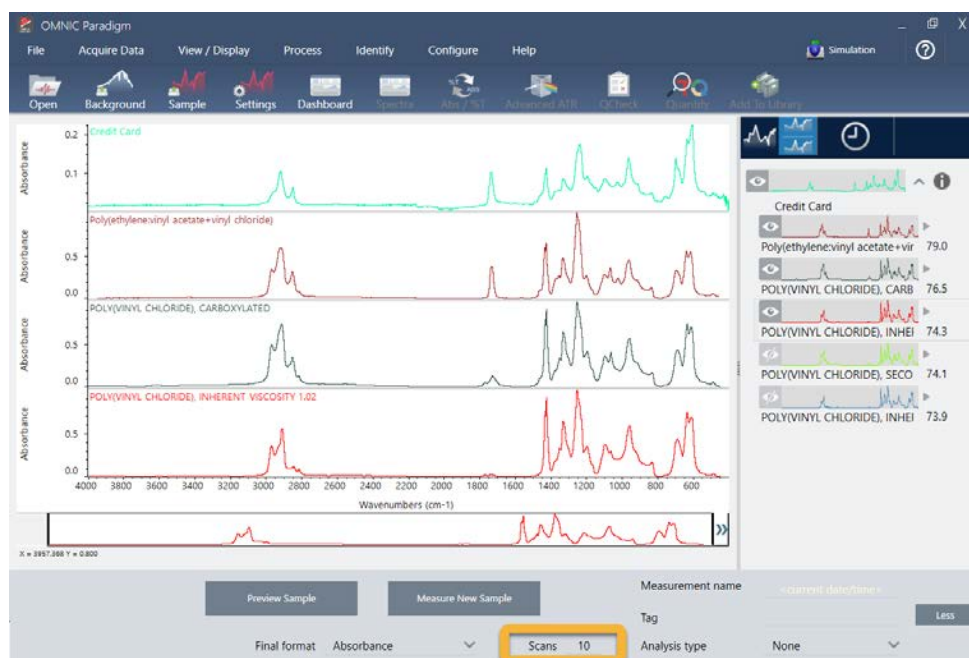 OMNIC Paradigm
File Acquire Data View / Display Process Identify Configure Help Simulation
Open Background Sample Settings Dashboard Spectra Abs / %T Advanced ATR QCheck Quantify Add To Library
Credit Card
0.2
0.1
Absorbance
Poly(ethylene:vinyl acetate+vinyl chloride)
0.5
0.0
Absorbance
POLY(VINYL CHLORIDE), CARBOXYLATED
0.5
0.0
Absorbance
POLY(VINYL CHLORIDE), INHERENT VISCOSITY 1.02
0.5
0.0
Absorbance
4000 3800 3600 3400 3200 3000 2800 2600 2400 2200 2000 1800 1600 1400 1200 1000 800 600
Wavenumbers (cm-1)
X = 3957.368 Y = 0.800
Credit Card
Poly(ethylene:vinyl acetate+vir 79.0
POLY(VINYL CHLORIDE), CARB 76.5
POLY(VINYL CHLORIDE), INHEI 74.3
POLY(VINYL CHLORIDE), SECO 74.1
POLY(VINYL CHLORIDE), INHEI 73.9
Preview Sample Measure New Sample
Measurement name <current date/time>
Tag
Less
Final format Absorbance Scans 10 Analysis type None